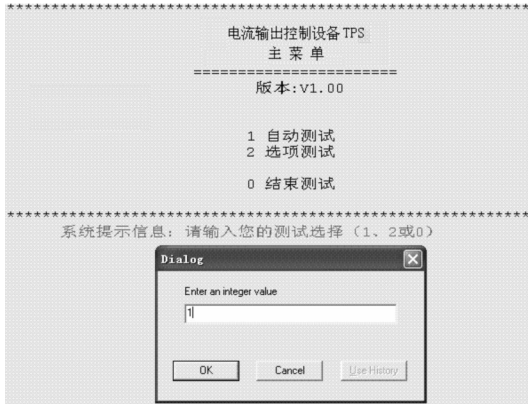 ************************************************************
电流输出控制设备TPS
主 菜 单
=======================
版本:V1.00
1 自动测试
2 选项测试
0 结束测试
************************************************************
系统提示信息: 请输入您的测试选择 (1、2或0)
Dialog
Enter an integer value
1
OK Cancel Use History